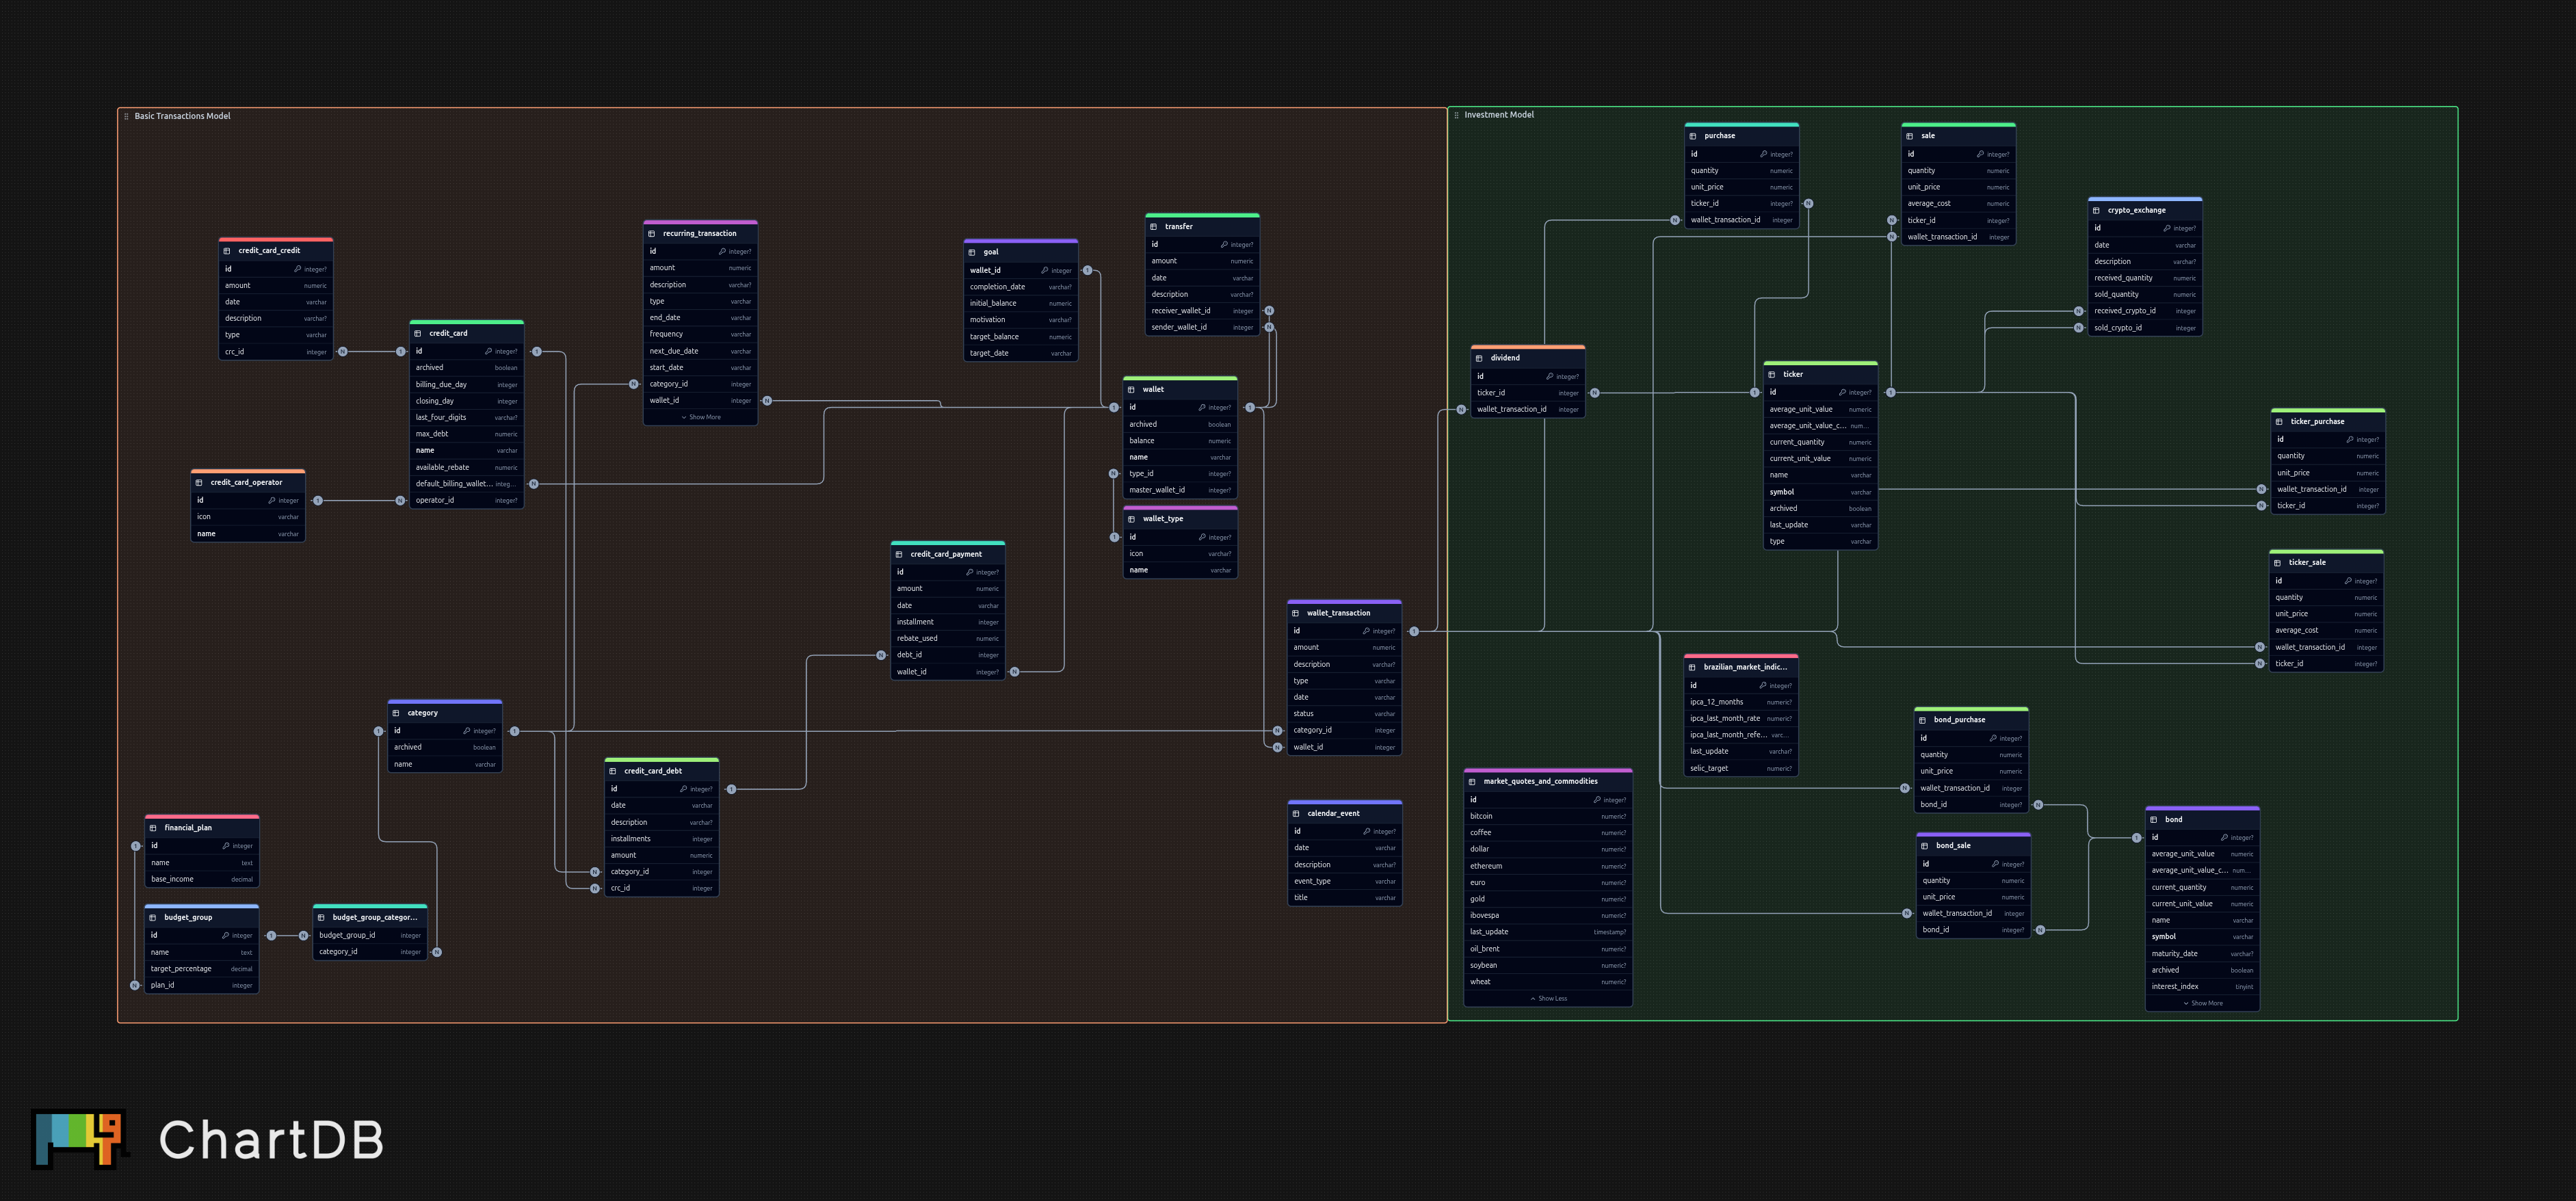 Basic Transactions Model
credit_card_credit
id integer?
amount numeric
date varchar
description varchar?
type varchar
crc_id integer
credit_card
id integer?
archived boolean
billing_due_day integer
closing_day integer
last_four_digits varchar?
max_debt numeric
name varchar
available_rebate numeric
default_billing_wallet... integ...
operator_id integer?
credit_card_operator
id integer
icon varchar
name varchar
recurring_transaction
id integer?
amount numeric
description varchar?
type varchar
end_date varchar
frequency varchar
next_due_date varchar
start_date varchar
category_id integer
wallet_id integer
Show More
goal
wallet_id integer
completion_date varchar?
initial_balance numeric
motivation varchar?
target_balance numeric
target_date varchar
transfer
id integer?
amount numeric
date varchar
description varchar?
receiver_wallet_id integer
sender_wallet_id integer
wallet
id integer?
archived boolean
balance numeric
name varchar
type_id integer?
master_wallet_id integer?
wallet_type
id integer?
icon varchar?
name varchar
credit_card_payment
id integer?
amount numeric
date varchar
installment integer
rebate_used numeric
debt_id integer
wallet_id integer?
wallet_transaction
id integer?
amount numeric
description varchar?
type varchar
date varchar
status varchar
category_id integer
wallet_id integer
category
id integer?
archived boolean
name varchar
credit_card_debt
id integer?
date varchar
description varchar?
installments integer
amount numeric
category_id integer
crc_id integer
calendar_event
id integer?
date varchar
description varchar?
event_type varchar
title varchar
financial_plan
id integer
name text
base_income decimal
budget_group
id integer
name text
target_percentage decimal
plan_id integer
budget_group_categor...
budget_group_id integer
category_id integer
Investment Model
purchase
id integer?
quantity numeric
unit_price numeric
ticker_id integer?
wallet_transaction_id integer
sale
id integer?
quantity numeric
unit_price numeric
average_cost numeric
ticker_id integer?
wallet_transaction_id integer
crypto_exchange
id integer?
date varchar
description varchar?
received_quantity numeric
sold_quantity numeric
received_crypto_id integer
sold_crypto_id integer
dividend
id integer?
ticker_id integer
wallet_transaction_id integer
ticker
id integer?
average_unit_value numeric
average_unit_value_c... num...
current_quantity numeric
current_unit_value numeric
name varchar
symbol varchar
archived boolean
last_update varchar
type varchar
ticker_purchase
id integer?
quantity numeric
unit_price numeric
wallet_transaction_id integer
ticker_id integer?
ticker_sale
id integer?
quantity numeric
unit_price numeric
average_cost numeric
wallet_transaction_id integer
ticker_id integer?
brazilian_market_indic...
id integer?
ipca_12_months numeric?
ipca_last_month_rate numeric?
ipca_last_month_refe... varc...
last_update varchar?
selic_target numeric?
market_quotes_and_commodities
id integer?
bitcoin numeric?
coffee numeric?
dollar numeric?
ethereum numeric?
euro numeric?
gold numeric?
ibovespa numeric?
last_update timestamp?
oil_brent numeric?
soybean numeric?
wheat numeric?
Show Less
bond_purchase
id integer?
quantity numeric
unit_price numeric
wallet_transaction_id integer
bond_id integer?
bond_sale
id integer?
quantity numeric
unit_price numeric
wallet_transaction_id integer
bond_id integer?
bond
id integer?
average_unit_value numeric
average_unit_value_c... num...
current_quantity numeric
current_unit_value numeric
name varchar
symbol varchar
maturity_date varchar?
archived boolean
interest_index tinyint
Show More
ChartDB